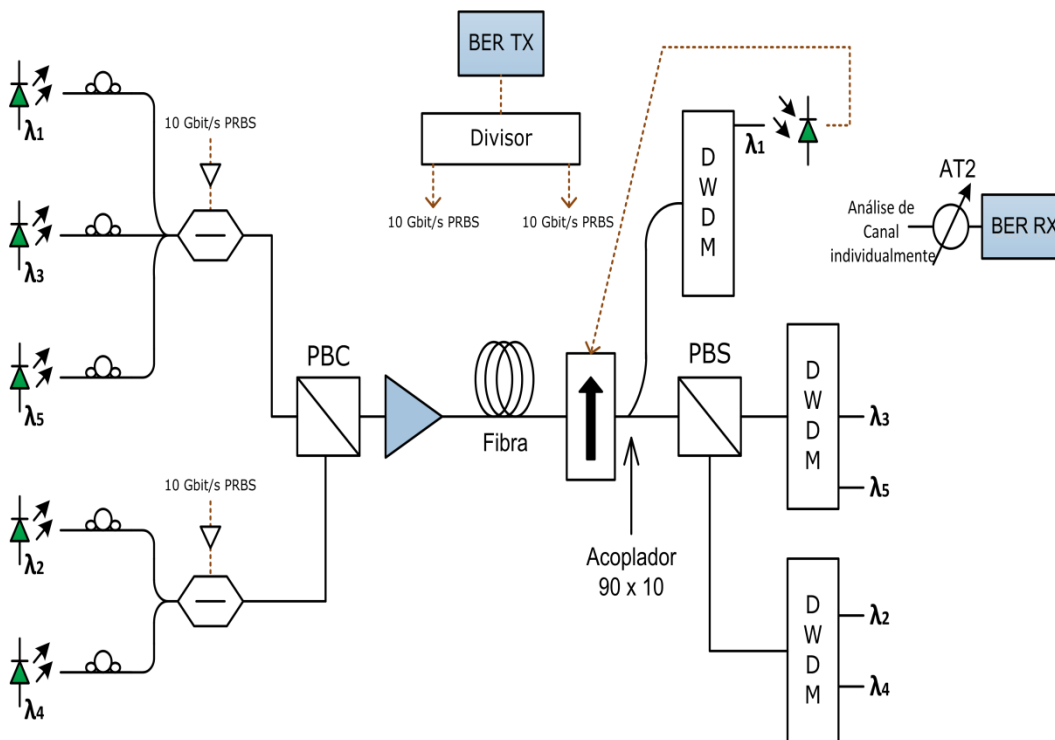 BER TX
Divisor
10 Gbit/s PRBS
10 Gbit/s PRBS
λ1
10 Gbit/s PRBS
λ3
λ5
PBC
Fibra
Acoplador
90 x 10
10 Gbit/s PRBS
λ2
λ4
D
W
D
M
λ1
AT2
Análise de
Canal
individualmente
BER RX
PBS
D
W
D
M
λ3
λ5
D
W
D
M
λ2
λ4